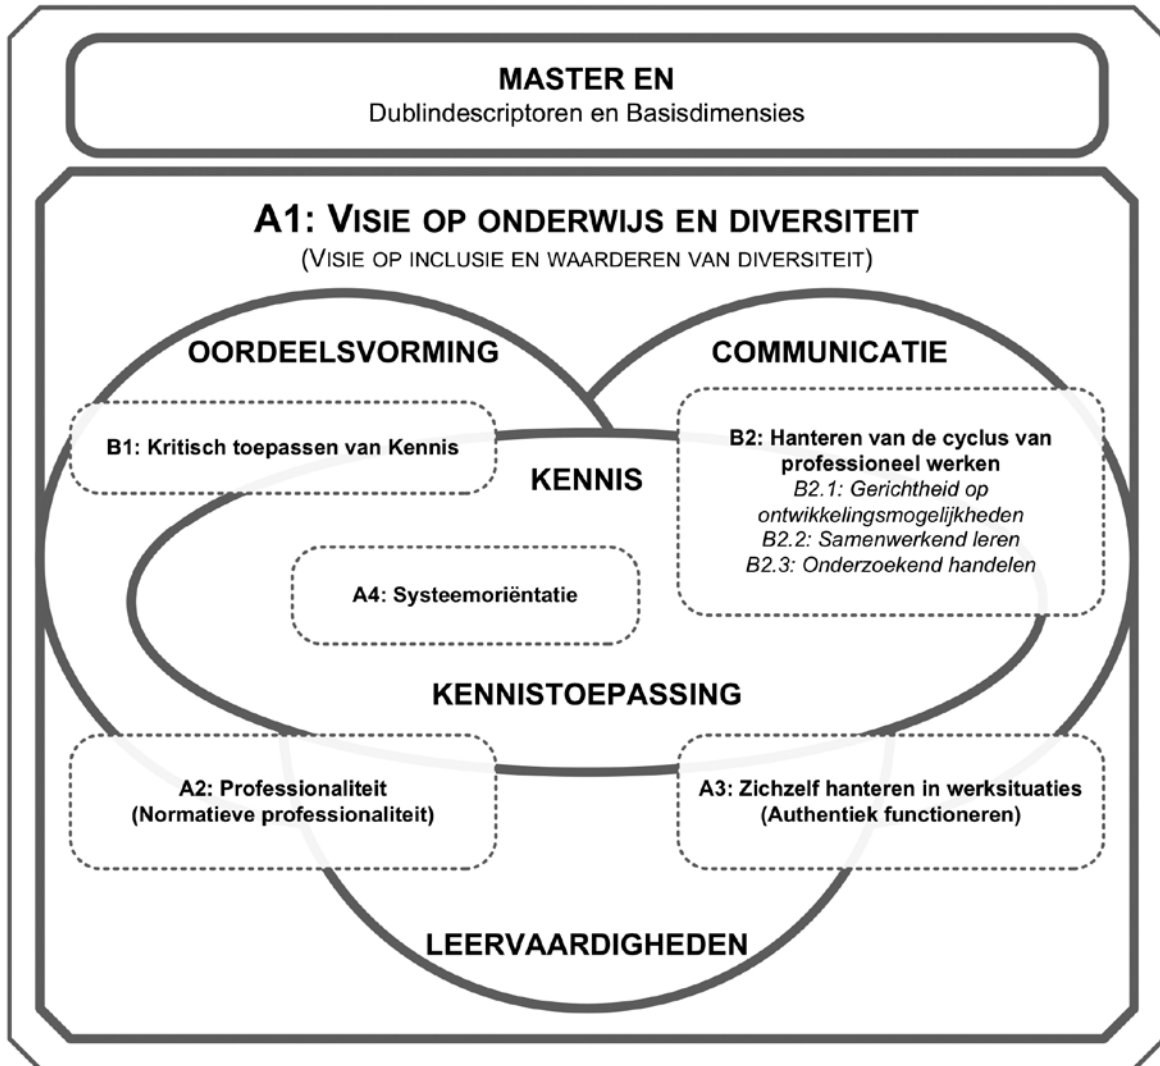 MASTER EN
Dublindescriptoren en Basisdimensies
A1: VISIE OP ONDERWIJS EN DIVERSITEIT
(VISIE OP INCLUSIE EN WAARDEREN VAN DIVERSITEIT)
OORDEELSVORMING
COMMUNICATIE
B1: Kritisch toepassen van Kennis
B2: Hanteren van de cyclus van
professioneel werken
B2.1: Gerichtheid op
ontwikkelingsmogelijkheden
B2.2: Samenwerkend leren
B2.3: Onderzoekend handelen
KENNIS
A4: Systeemoriëntatie
KENNISTOEPASSING
A2: Professionaliteit
(Normatieve professionaliteit)
A3: Zichzelf hanteren in werksituaties
(Authentiek functioneren)
LEERVAARDIGHEDEN